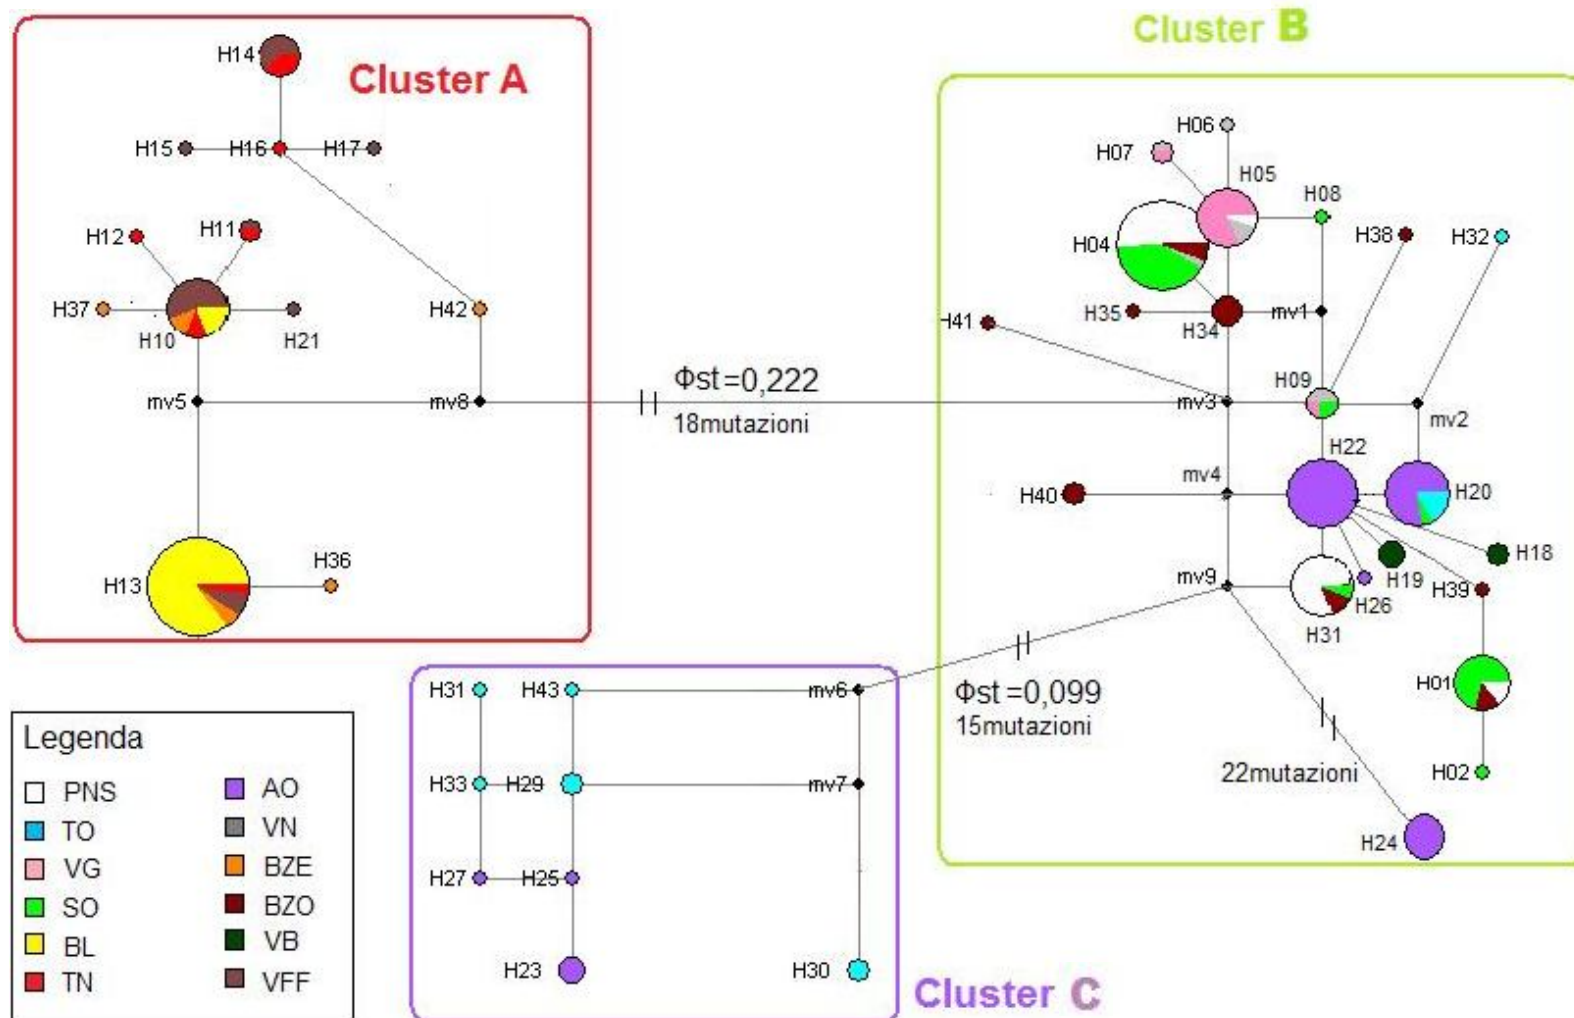 Cluster A
H14
H15
H16
H17
H12
H11
H37
H10
H21
H42
mv5
mv8
H13
H36
Φst=0,222
18mutazioni
Cluster B
H06
H07
H05
H08
H04
H38
H32
H35
H34
mv1
H41
H09
mv3
mv2
H22
mv4
H40
H20
H18
H19
mv9
H26
H39
H31
H01
H02
22mutazioni
H24
Φst=0,099
15mutazioni
H31
H43
mv6
H33
H29
mv7
H27
H25
H23
H30
Cluster C
Legenda
PNS
TO
VG
SO
BL
TN
AO
VN
BZE
BZO
VB
VFF